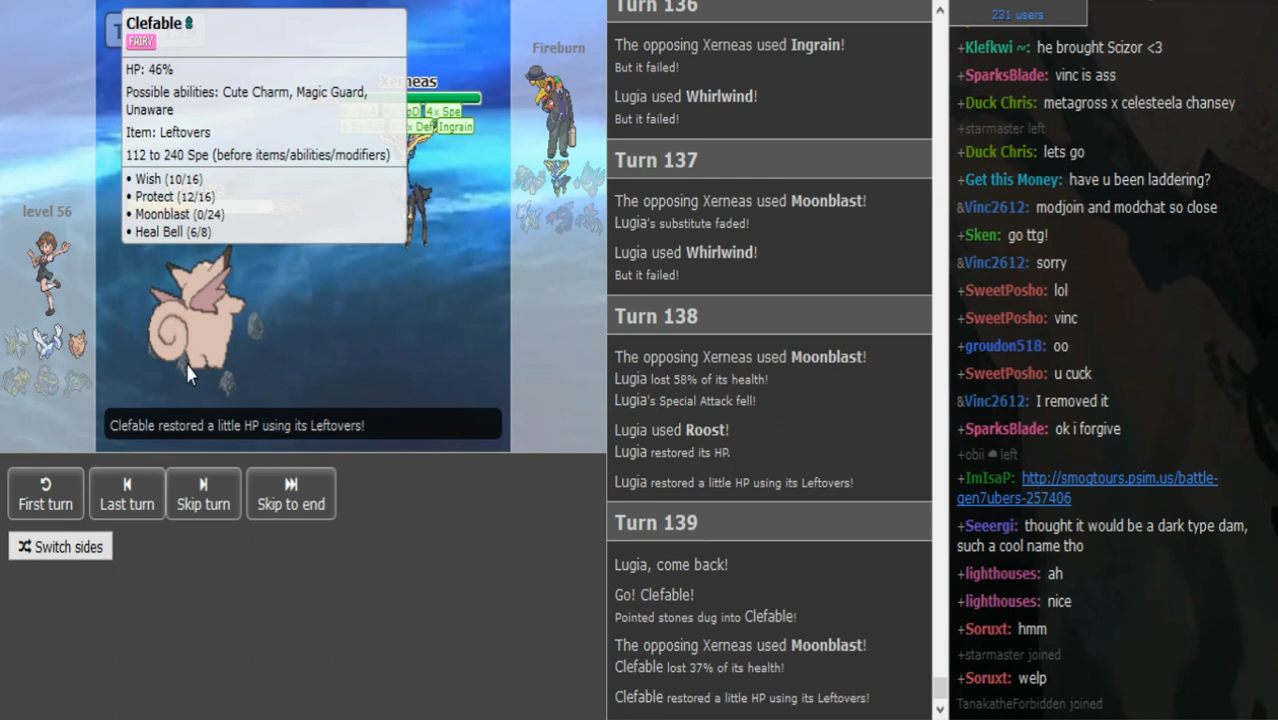 Clefable
FAIRY
HP: 46%
Possible abilities: Cute Charm, Magic Guard,
Unaware
Item: Leftovers
112 to 240 Spe (before items/abilities/modifiers)
• Wish (10/16)
• Protect (12/16)
• Moonblast (0/24)
• Heal Bell (6/8)
Xerneas
4x Spe
Def
Ingrain
Fireburn
level 56
Clefable restored a little HP using its Leftovers!
First turn
Last turn
Skip turn
Skip to end
Switch sides
Turn 136
The opposing Xerneas used Ingrain!
But it failed!
Lugia used Whirlwind!
But it failed!
Turn 137
The opposing Xerneas used Moonblast!
Lugia's substitute faded!
Lugia used Whirlwind!
But it failed!
Turn 138
The opposing Xerneas used Moonblast!
Lugia lost 58% of its health!
Lugia's Special Attack fell!
Lugia used Roost!
Lugia restored its HP.
Lugia restored a little HP using its Leftovers!
Turn 139
Lugia, come back!
Go! Clefable!
Pointed stones dug into Clefable!
The opposing Xerneas used Moonblast!
Clefable lost 37% of its health!
Clefable restored a little HP using its Leftovers!
231 users
+Klefkwi ~: he brought Scizor <3
+SparksBlade: vinc is ass
+Duck Chris: metagross x celesteela chansey
+starmaster left
+Duck Chris: lets go
+Get this Money: have u been laddering?
&Vinc2612: modjoin and modchat so close
+Sken: go ttg!
&Vinc2612: sorry
+SweetPosho: lol
+SweetPosho: vinc
+groudon518: oo
+SweetPosho: u cuck
&Vinc2612: I removed it
+SparksBlade: ok i forgive
+obii left
+ImIsaP: http://smogtours.psim.us/battle-
gen7ubers-257406
+Seeergi: thought it would be a dark type dam,
such a cool name tho
+lighthouses: ah
+lighthouses: nice
+Soruxt: hmm
+starmaster joined
+Soruxt: welp
TanakatheForbidden joined